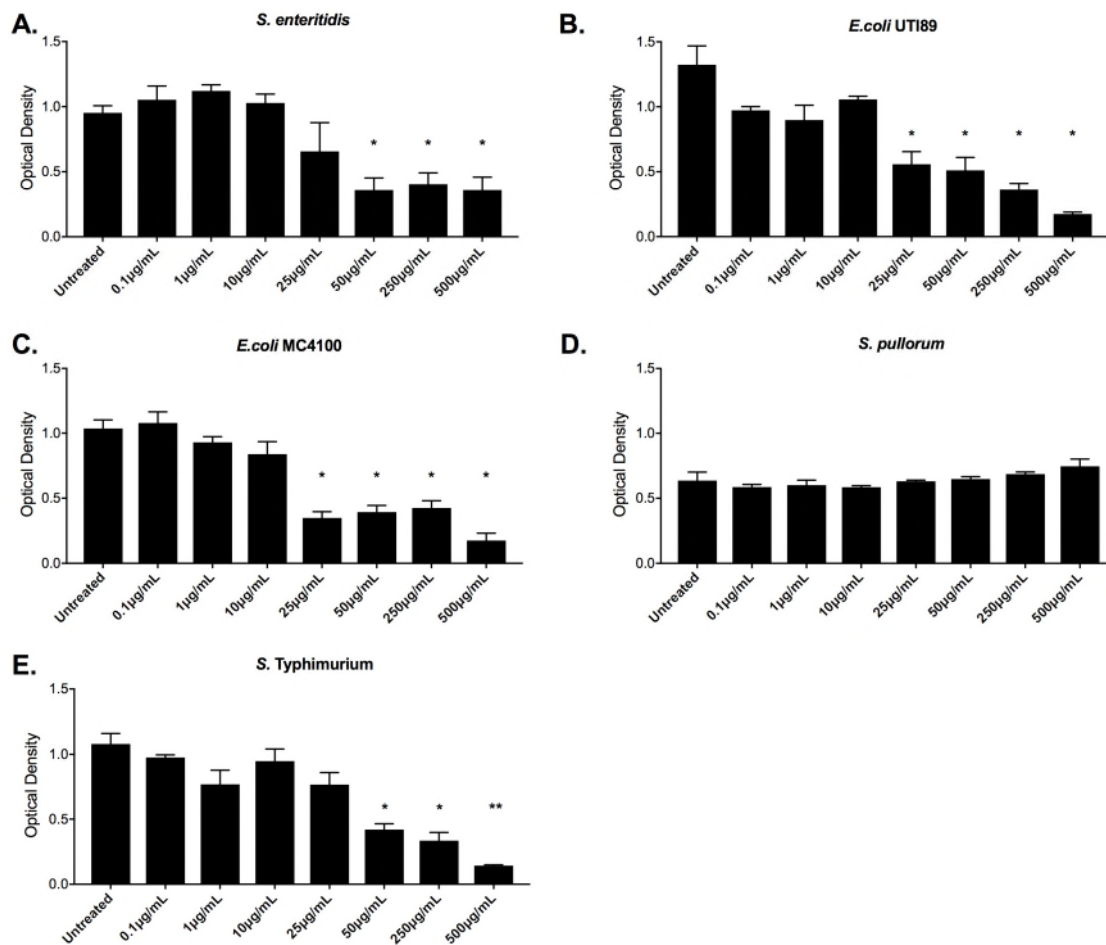 A.
S. enteritidis
Optical Density
1.5
1.0
0.5
0.0
* * *
Untreated
0.1µg/mL
1µg/mL
10µg/mL
25µg/mL
50µg/mL
250µg/mL
500µg/mL
B.
E.coli UTI89
Optical Density
1.5
1.0
0.5
0.0
* * * *
Untreated
0.1µg/mL
1µg/mL
10µg/mL
25µg/mL
50µg/mL
250µg/mL
500µg/mL
C.
E.coli MC4100
Optical Density
1.5
1.0
0.5
0.0
* * * *
Untreated
0.1µg/mL
1µg/mL
10µg/mL
25µg/mL
50µg/mL
250µg/mL
500µg/mL
D.
S. pullorum
Optical Density
1.5
1.0
0.5
0.0
Untreated
0.1µg/mL
1µg/mL
10µg/mL
25µg/mL
50µg/mL
250µg/mL
500µg/mL
E.
S. Typhimurium
Optical Density
1.5
1.0
0.5
0.0
* * **
Untreated
0.1µg/mL
1µg/mL
10µg/mL
25µg/mL
50µg/mL
250µg/mL
500µg/mL